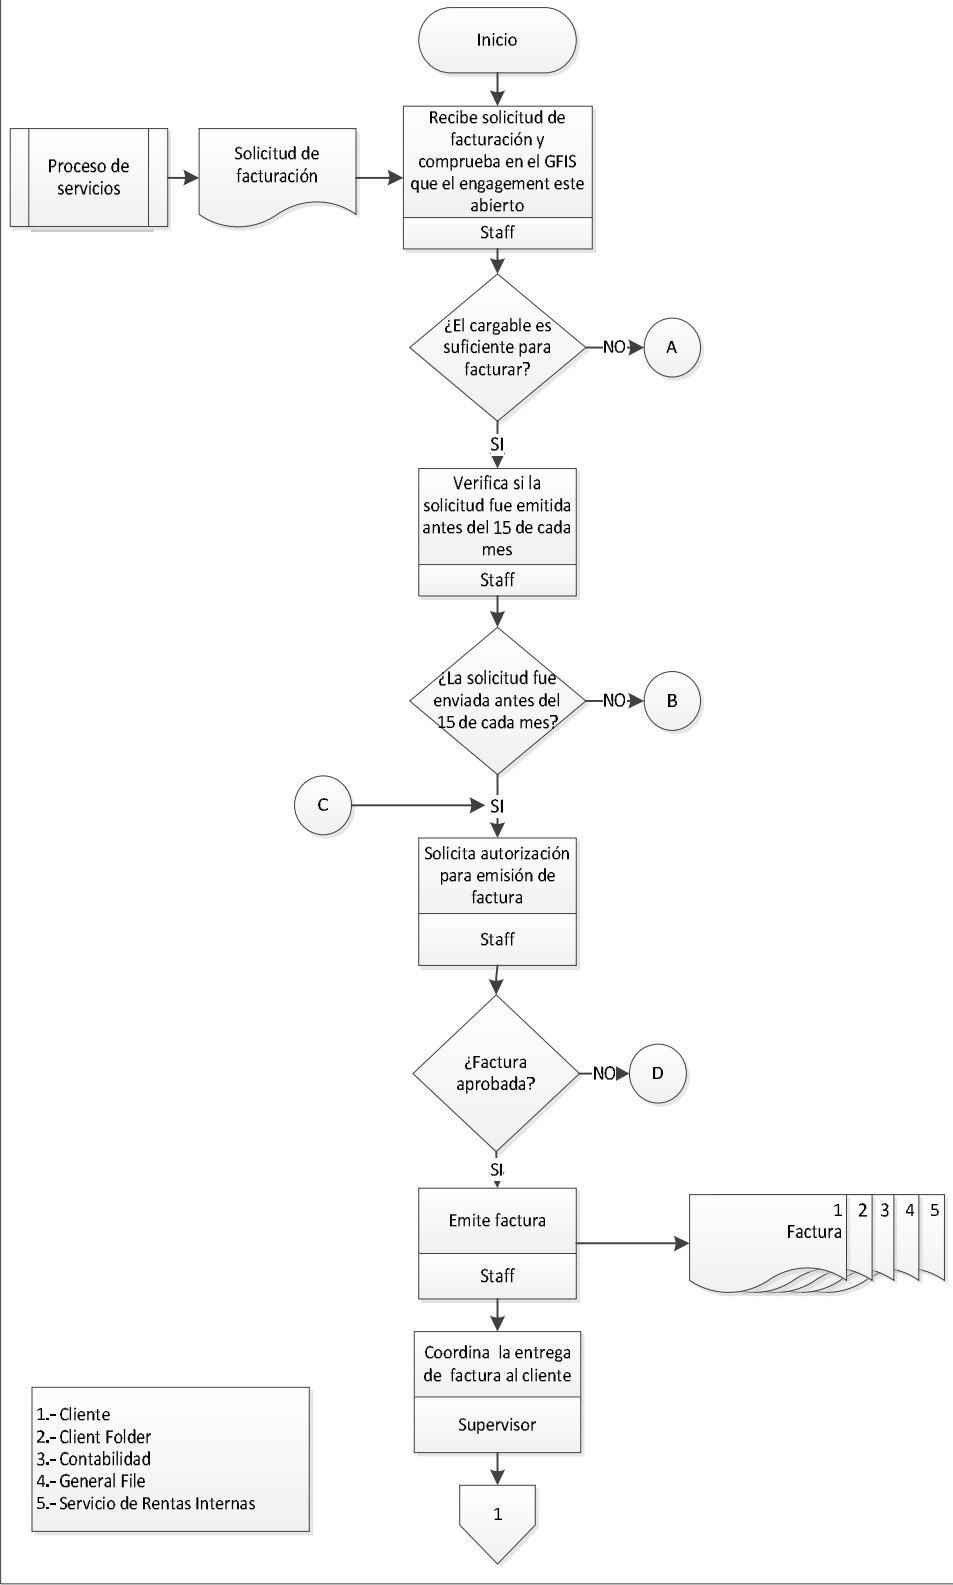 Inicio
Proceso de
servicios
Solicitud de
facturación
Recibe solicitud de
facturación y
comprueba en el GFIS
que el engagement este
abierto
Staff
¿El cargable es
suficiente para
facturar?
NO
A
SI
Verifica si la
solicitud fue emitida
antes del 15 de cada
mes
Staff
¿La solicitud fue
enviada antes del
15 de cada mes?
NO
B
C
SI
Solicita autorización
para emisión de
factura
Staff
¿Factura
aprobada?
NO
D
SI
Emite factura
Staff
1 2 3 4 5
Factura
Coordina la entrega
de factura al cliente
Supervisor
1.- Cliente
2.- Client Folder
3.- Contabilidad
4.- General File
5.- Servicio de Rentas Internas
1